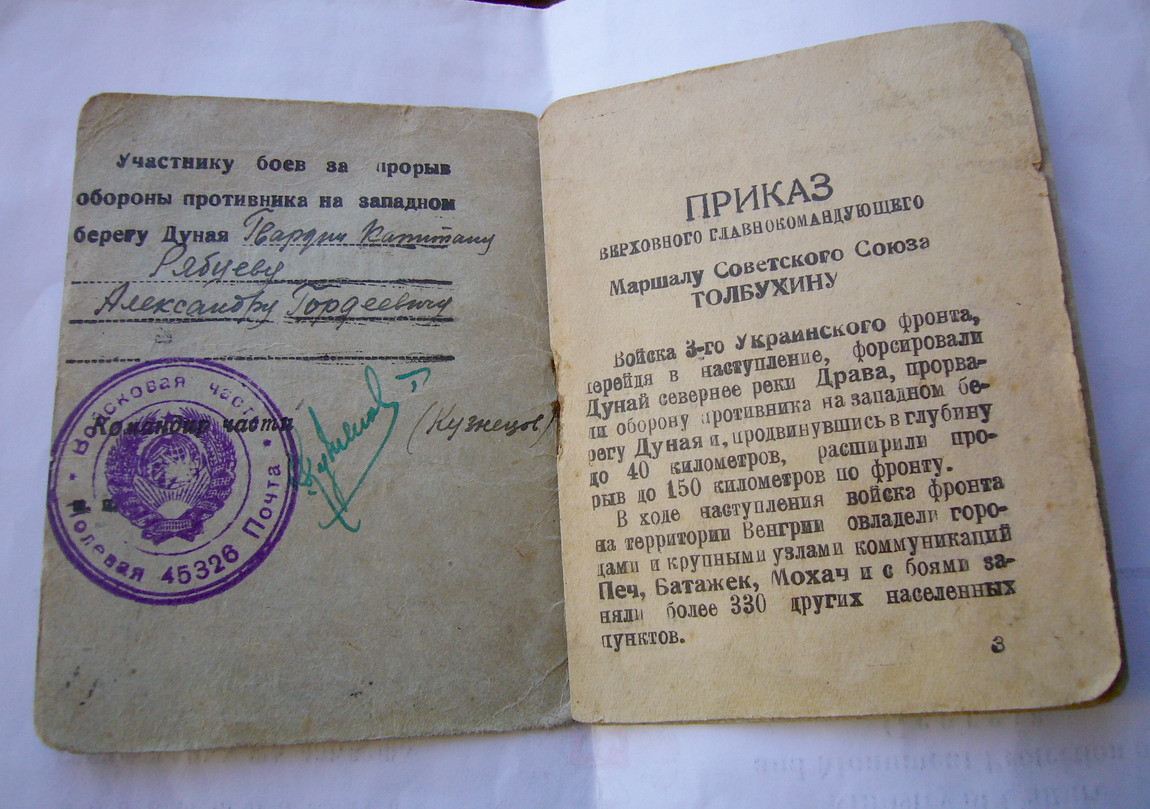 Участнику боев за прорыв
обороны противника на западном
берегу Дуная Гвардии Капитану
Рябцеву
Александру Гордеевичу
Войсковая часть
Командир части
(Кузнецов)
м. п.
Полевая Почта
45326
ПРИКАЗ
ВЕРХОВНОГО ГЛАВНОКОМАНДУЮЩЕГО
Маршалу Советского Союза
ТОЛБУХИНУ
Войска 3-го Украинского фронта,
перейдя в наступление, форсировали
Дунай севернее реки Драва, прорва-
ли оборону противника на западном бе-
регу Дуная и, продвинувшись в глубину
до 40 километров, расширили про-
рыв до 150 километров по фронту.
В ходе наступления войска фронта
на территории Венгрии овладели горо-
дами и крупными узлами коммуникаций
Печ, Батажек, Мохач и с боями за-
няли более 330 других населенных
пунктов.
3